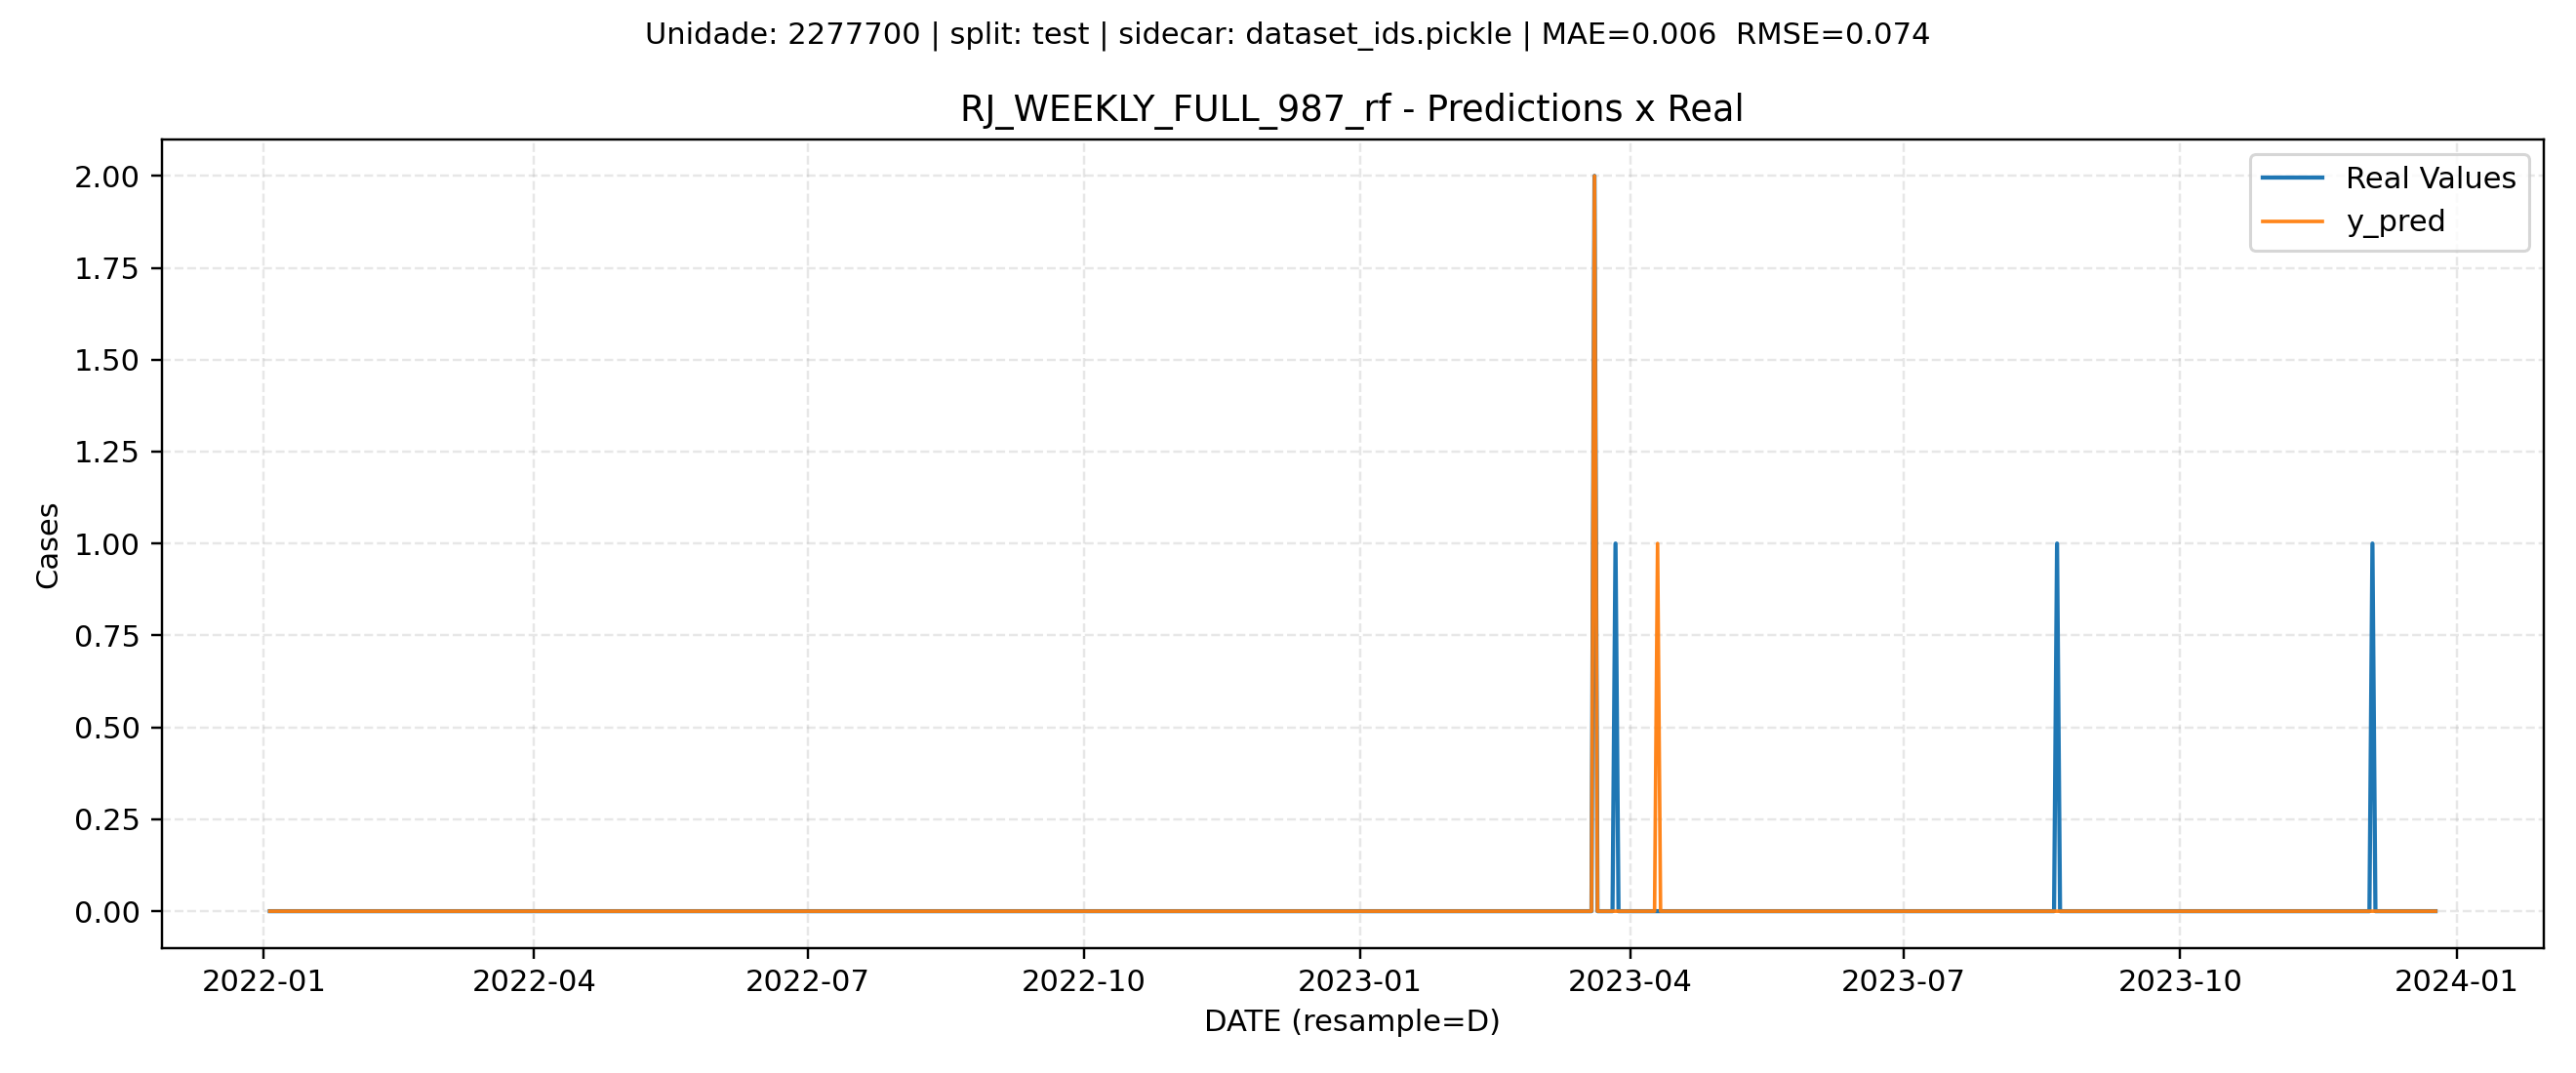 Unidade: 2277700 | split: test | sidecar: dataset_ids.pickle | MAE=0.006  RMSE=0.074
RJ_WEEKLY_FULL_987_rf - Predictions x Real
Real Values
y_pred
Cases
2.00
1.75
1.50
1.25
1.00
0.75
0.50
0.25
0.00
2022-01 2022-04 2022-07 2022-10 2023-01 2023-04 2023-07 2023-10 2024-01
DATE (resample=D)